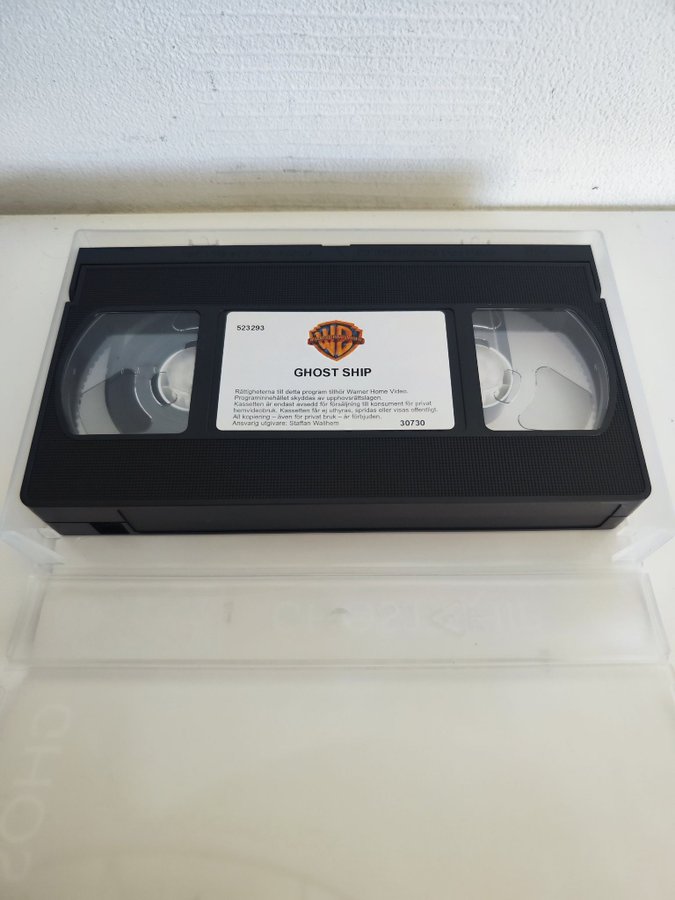 523293
GHOST SHIP
Rättigheterna till detta program tillhör Warner Home Video.
Programinnehållet skyddas av upphovsrättslagen.
Kassetten är endast avsedd för försäljning till konsument för privat
hemvideobruk. Kassetten får ej uthyras, spridas eller visas offentligt.
All kopiering – även för privat bruk – är förbjuden.
Ansvarig utgivare: Staffan Wallhem
30730